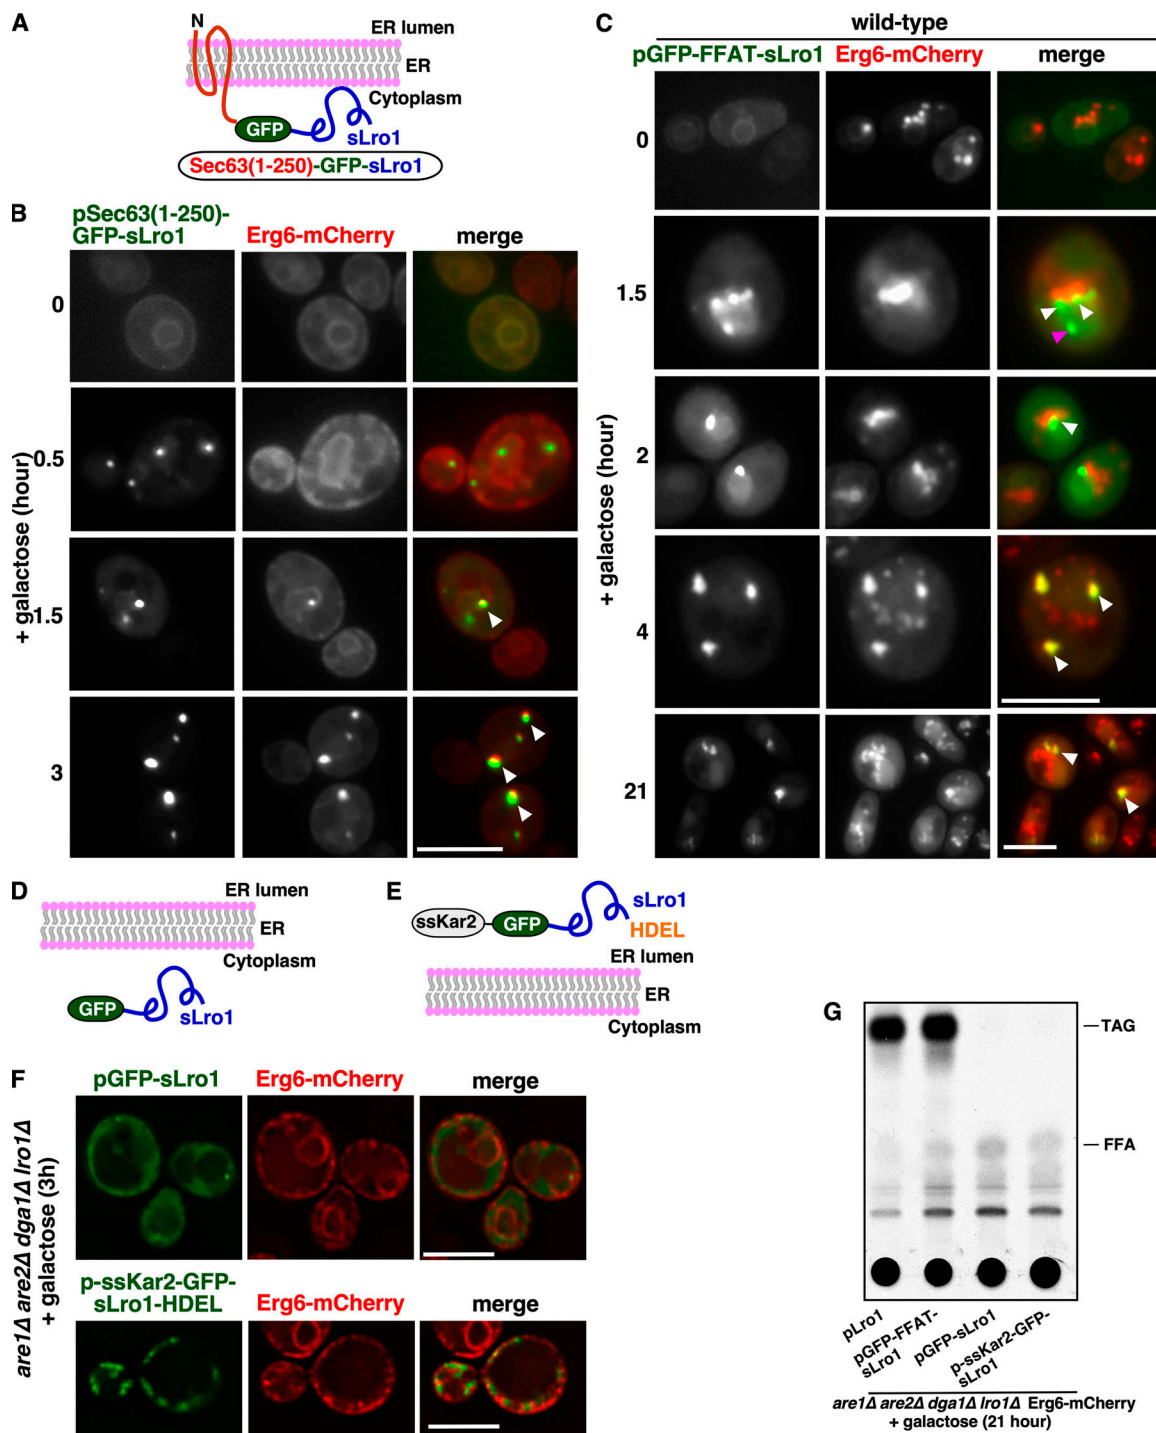 A
N
ER lumen
ER
Cytoplasm
GFP
sLro1
Sec63(1-250)-GFP-sLro1
B
pSec63(1-250)-
GFP-sLro1
Erg6-mCherry
merge
0
0.5
1.5
3
+ galactose (hour)
C
wild-type
pGFP-FFAT-sLro1
Erg6-mCherry
merge
0
1.5
2
4
21
+ galactose (hour)
D
ER lumen
ER
Cytoplasm
GFP
sLro1
E
ssKar2
GFP
sLro1
HDEL
ER lumen
ER
Cytoplasm
F
pGFP-sLro1
Erg6-mCherry
merge
p-ssKar2-GFP-
sLro1-HDEL
Erg6-mCherry
merge
are1Δ are2Δ dga1Δ lro1Δ
+ galactose (3h)
G
TAG
FFA
pLro1
pGFP-FFAT-
sLro1
pGFP-sLro1
p-ssKar2-GFP-
sLro1
are1Δ are2Δ dga1Δ lro1Δ Erg6-mCherry
+ galactose (21 hour)